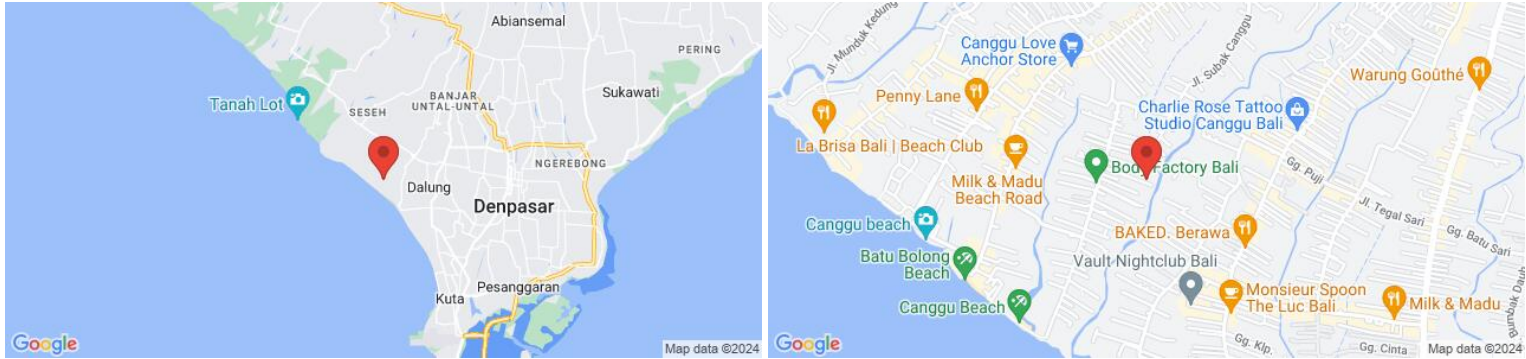 Abiansemal
PERING
BANJAR
UNTAL-UNTAL
Sukawati
Tanah Lot
SESEH
NGEREBONG
Dalung
Denpasar
Pesanggaran
Kuta
Google
Map data ©2024
Jl. Munduk Kedung
Canggu Love
Anchor Store
Jl. Subak Canggu
Warung Goûthé
Penny Lane
Charlie Rose Tattoo
Studio Canggu Bali
La Brisa Bali | Beach Club
Body Factory Bali
Gg. Puji
Milk & Madu
Beach Road
Jl. Tegal Sari
Gg. Batu Sari
Canggu beach
BAKED. Berawa
Batu Bolong
Beach
Vault Nightclub Bali
Monsieur Spoon
The Luc Bali
Canggu Beach
Milk & Madu
Gg. Klp.
Gg. Cinta
Google
Map data ©2024